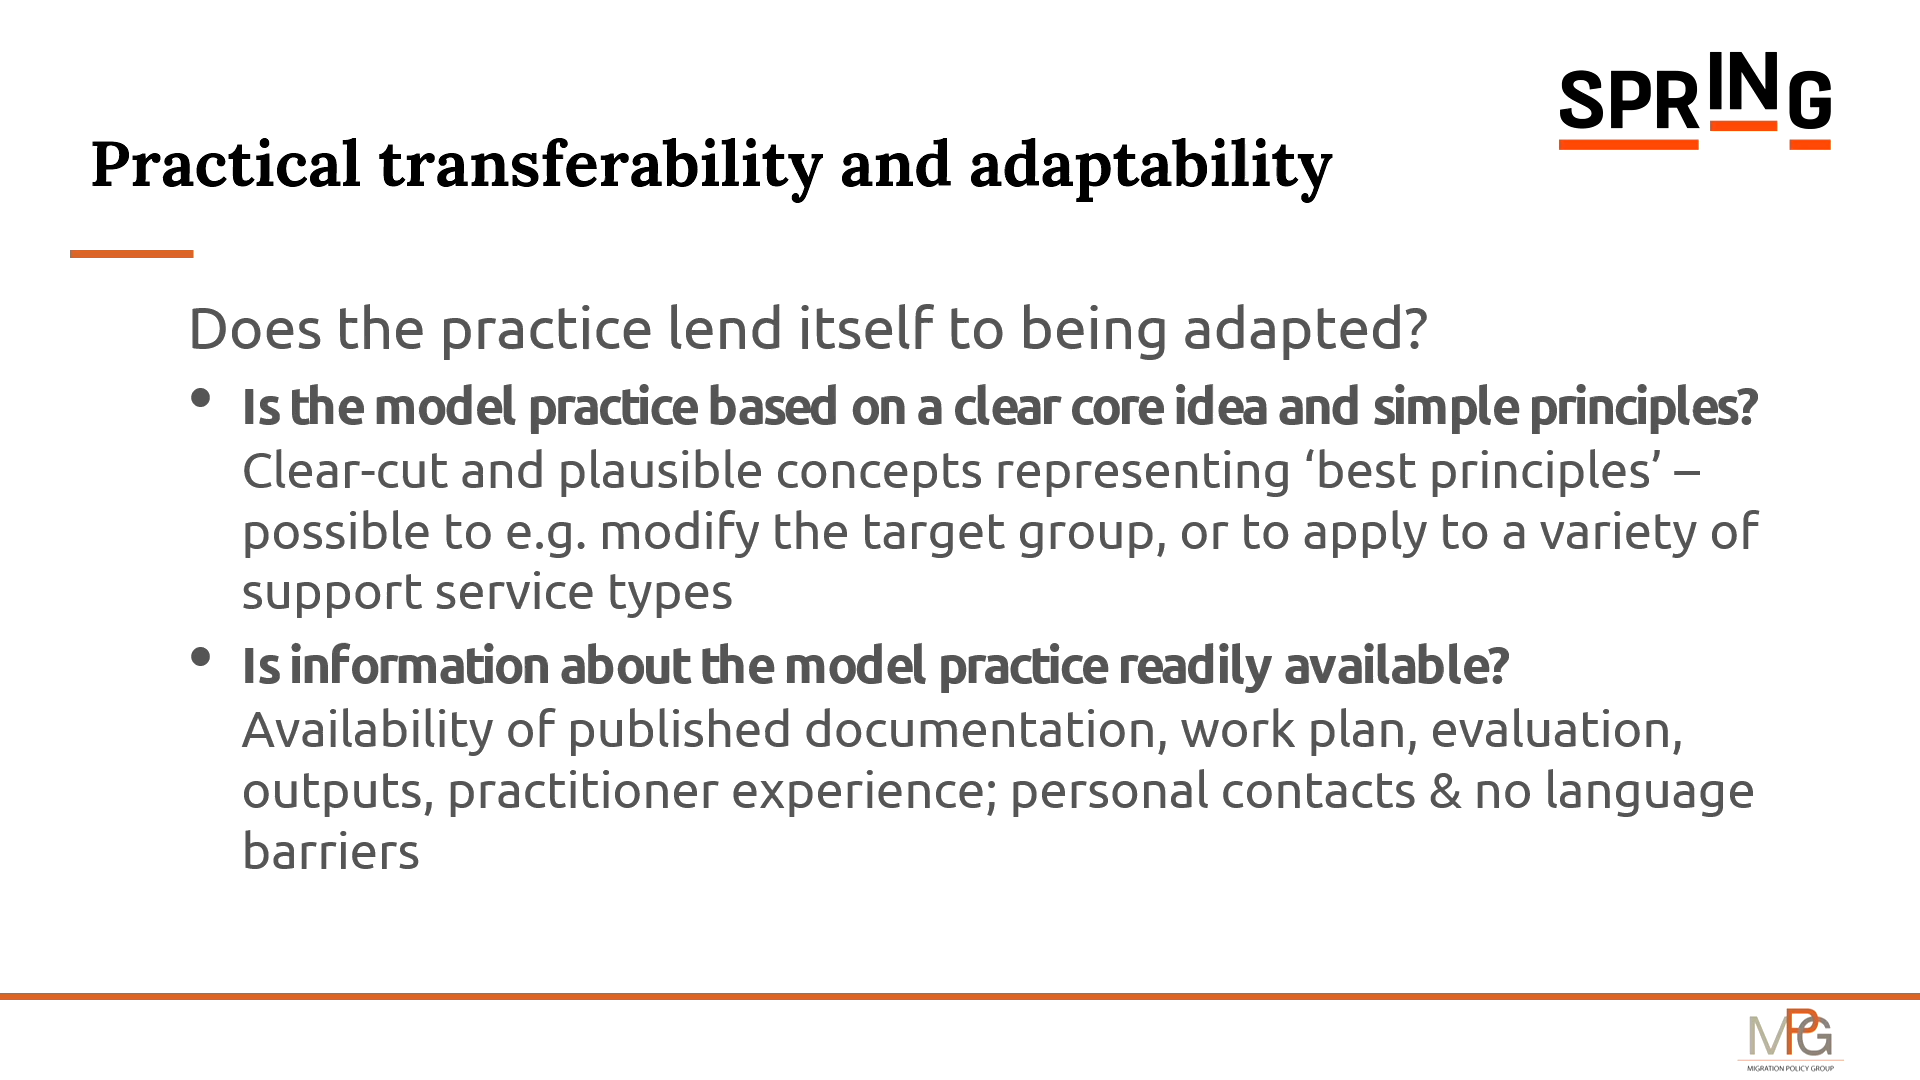 SPRING
Practical transferability and adaptability
Does the practice lend itself to being adapted?
• Is the model practice based on a clear core idea and simple principles?
Clear-cut and plausible concepts representing ‘best principles’ –
possible to e.g. modify the target group, or to apply to a variety of
support service types
• Is information about the model practice readily available?
Availability of published documentation, work plan, evaluation,
outputs, practitioner experience; personal contacts & no language
barriers
MPG
MIGRATION POLICY GROUP